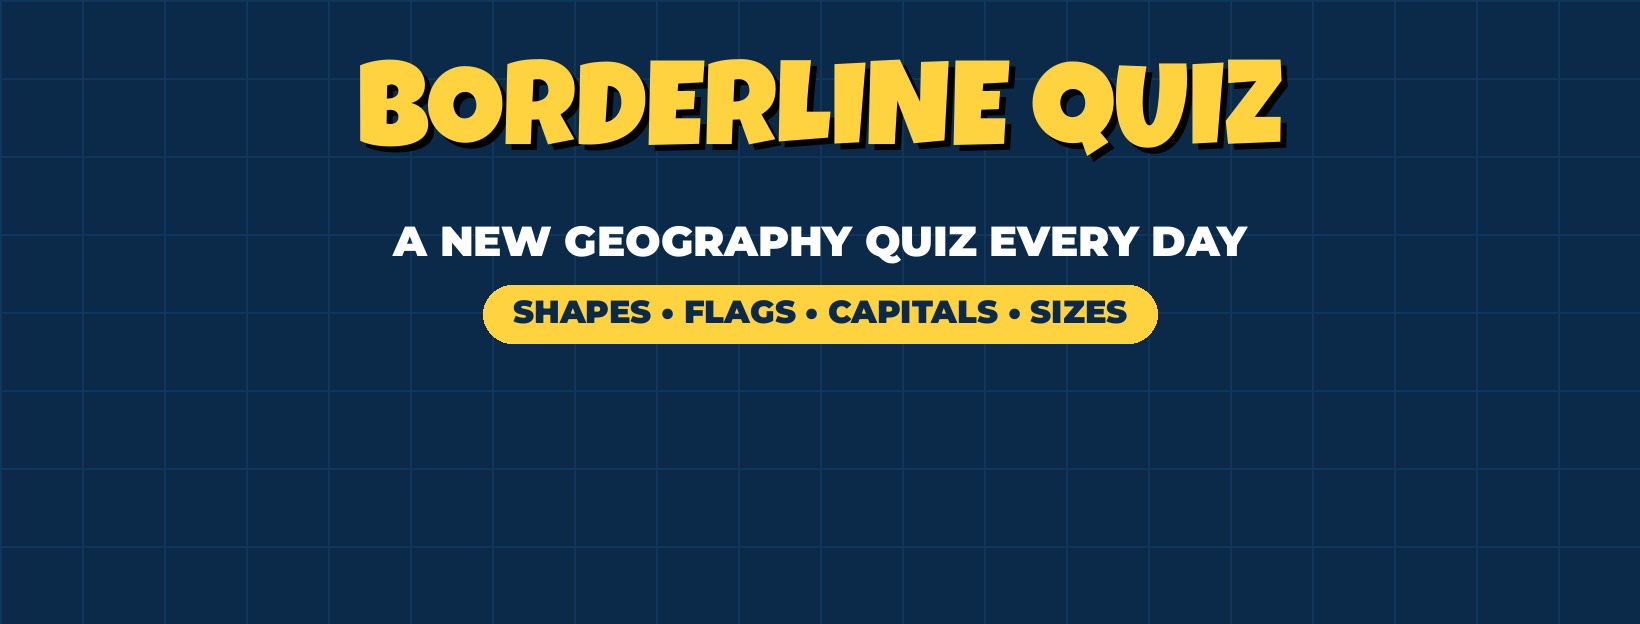 BORDERLINE QUIZ
A NEW GEOGRAPHY QUIZ EVERY DAY
SHAPES • FLAGS • CAPITALS • SIZES